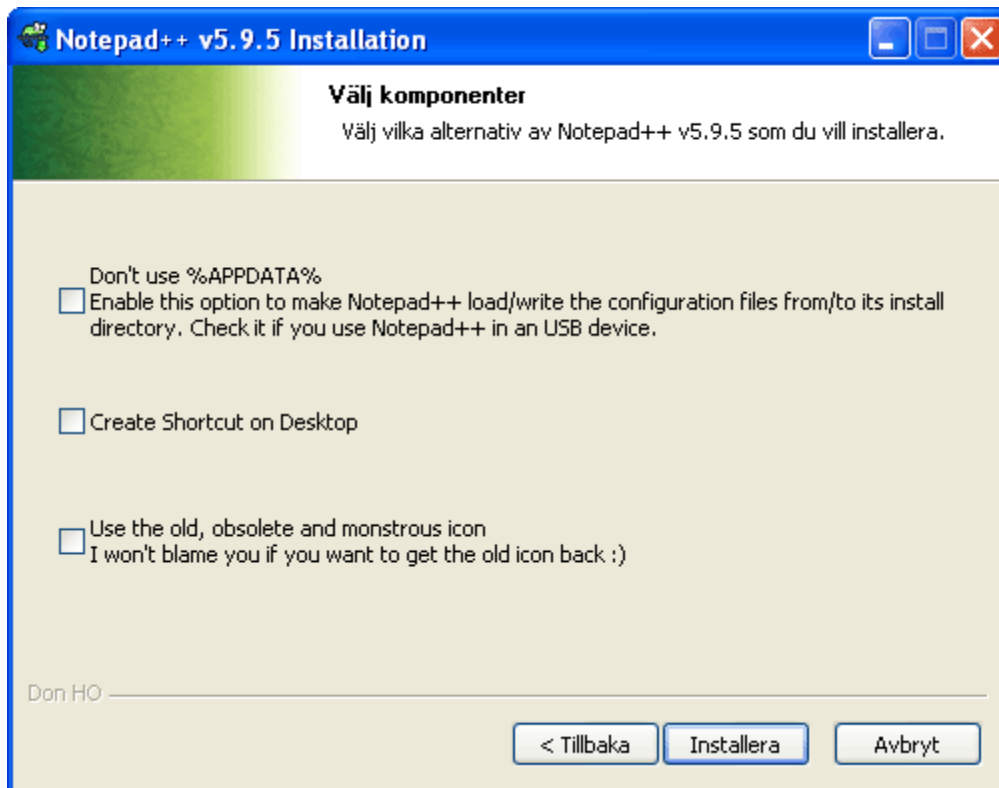 Notepad++ v5.9.5 Installation
Välj komponenter
Välj vilka alternativ av Notepad++ v5.9.5 som du vill installera.
Don't use %APPDATA%
Enable this option to make Notepad++ load/write the configuration files from/to its install
directory. Check it if you use Notepad++ in an USB device.
Create Shortcut on Desktop
Use the old, obsolete and monstrous icon
I won't blame you if you want to get the old icon back :)
Don HO
< Tillbaka
Installera
Avbryt